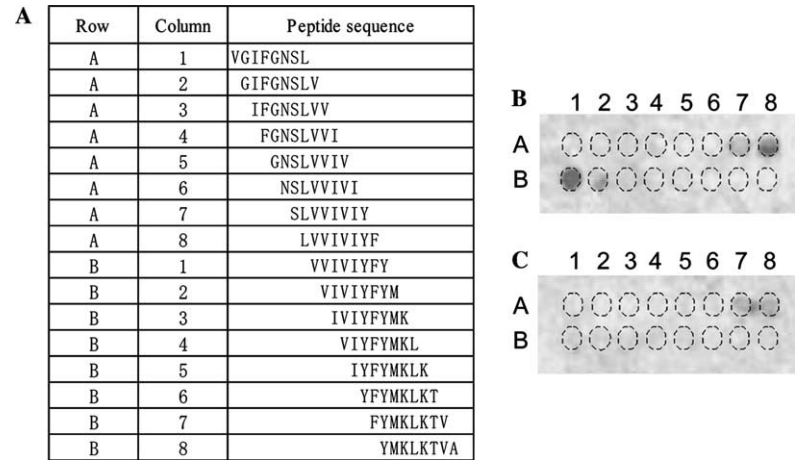 A
Row Column Peptide sequence
A 1 VGIFGNSL
A 2 GIFGNSLV
A 3 IFGNSLVV
A 4 FGNSLVVI
A 5 GNSLVVIV
A 6 NSLVVIVI
A 7 SLVVIVIY
A 8 LVVIVIYF
B 1 VVIVIYFY
B 2 VIVIYFYM
B 3 IVIYFYMK
B 4 VIYFYMKL
B 5 IYFYMKLK
B 6 YFYMKLKT
B 7 FYMKLKTV
B 8 YMKLKTVA
B
1 2 3 4 5 6 7 8
A
B
C
1 2 3 4 5 6 7 8
A
B